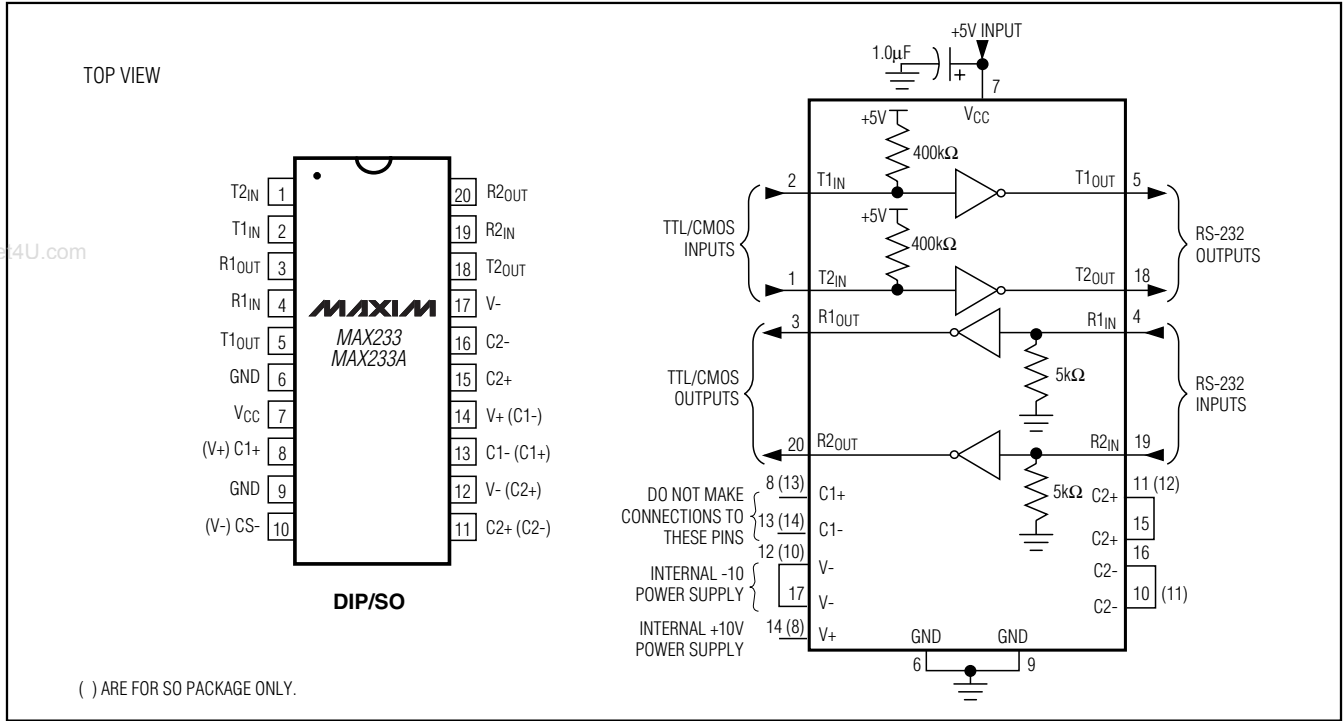 TOP VIEW
T2IN 1
T1IN 2
R1OUT 3
R1IN 4
T1OUT 5
GND 6
VCC 7
(V+) C1+ 8
GND 9
(V-) CS- 10
20 R2OUT
19 R2IN
18 T2OUT
17 V-
16 C2-
15 C2+
14 V+ (C1-)
13 C1- (C1+)
12 V- (C2+)
11 C2+ (C2-)
MAXIM
MAX233
MAX233A
DIP/SO
( ) ARE FOR SO PACKAGE ONLY.
+5V INPUT
1.0μF
+
7
VCC
+5V
400kΩ
2 T1IN
T1OUT 5
+5V
400kΩ
TTL/CMOS
INPUTS
RS-232
OUTPUTS
1 T2IN
T2OUT 18
3 R1OUT
R1IN 4
5kΩ
TTL/CMOS
OUTPUTS
RS-232
INPUTS
20 R2OUT
R2IN 19
5kΩ
DO NOT MAKE
CONNECTIONS TO
THESE PINS
8 (13) C1+
13 (14) C1-
INTERNAL -10
POWER SUPPLY
12 (10) V-
17 V-
INTERNAL +10V
POWER SUPPLY
14 (8) V+
C2+ 11 (12)
C2+ 15
C2- 16
C2- 10 (11)
GND GND
6 9